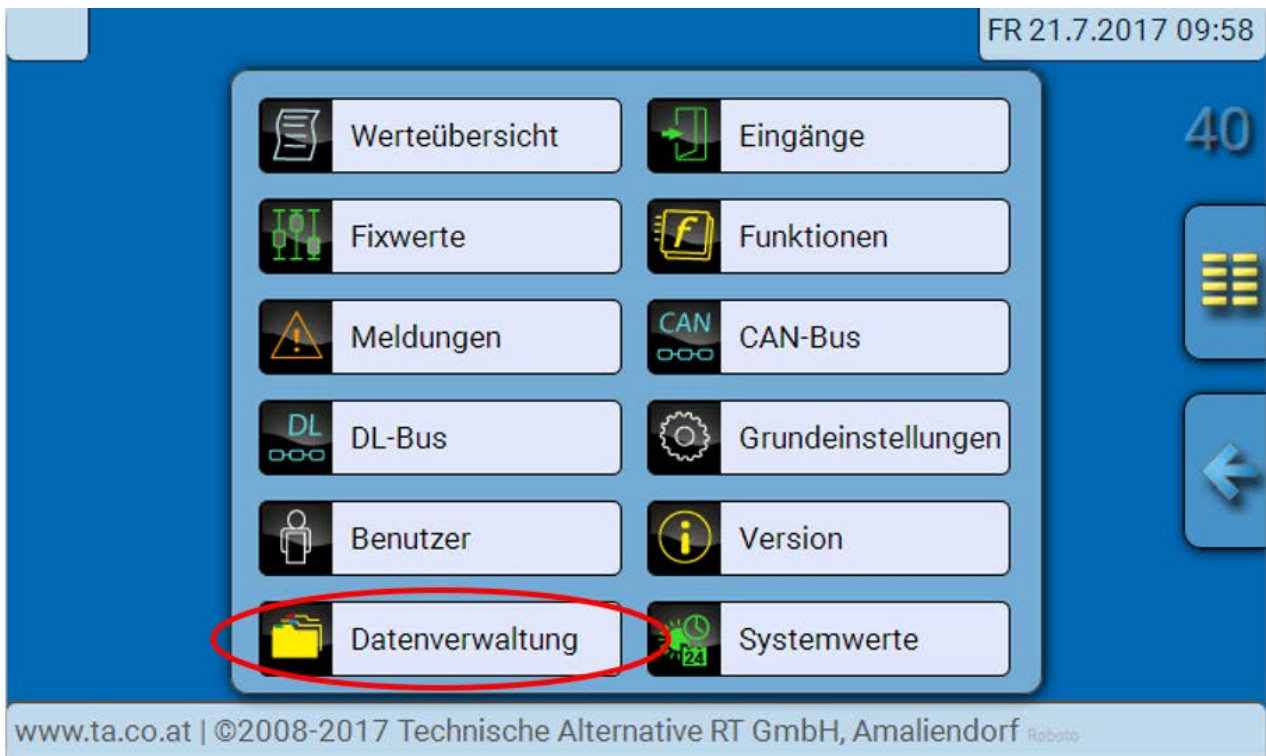 FR 21.7.2017 09:58
40
Werteübersicht
Eingänge
Fixwerte
f
Funktionen
Meldungen
CAN
CAN-Bus
DL
DL-Bus
Grundeinstellungen
Benutzer
i
Version
Datenverwaltung
24
Systemwerte
www.ta.co.at | ©2008-2017 Technische Alternative RT GmbH, Amaliendorf Roboto